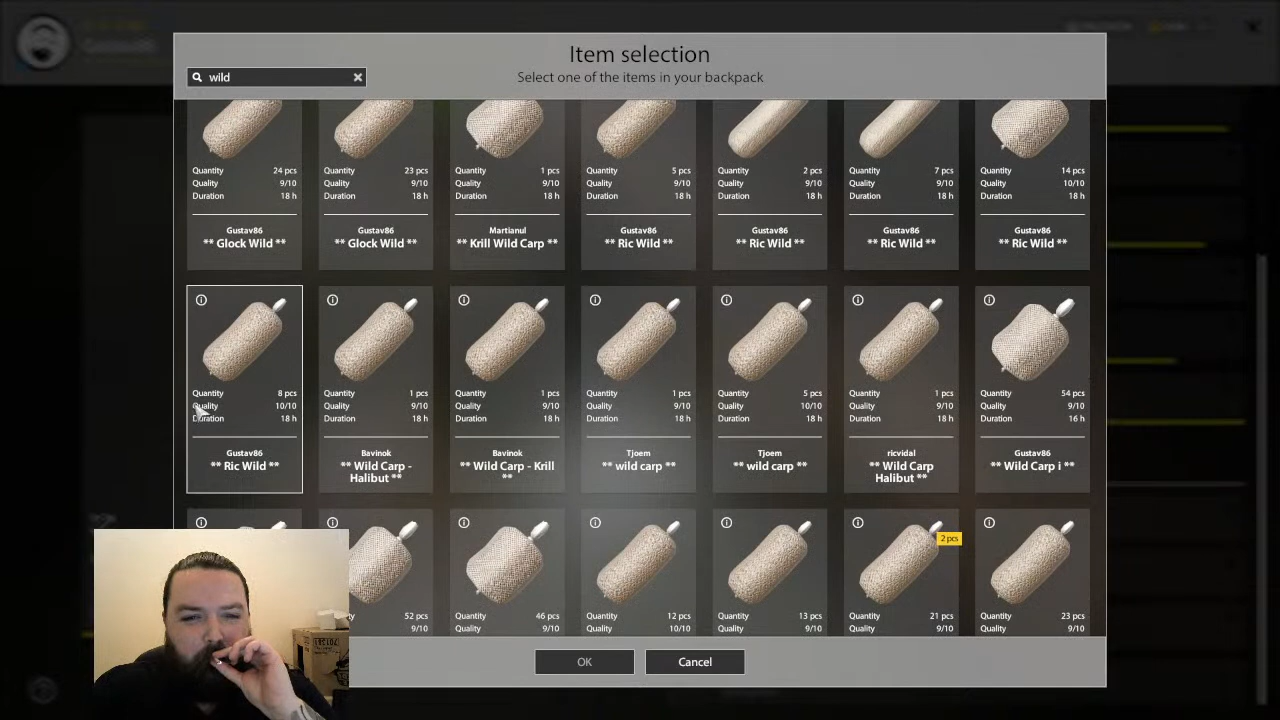 Item selection
Select one of the items in your backpack
wild
Quantity 24 pcs
Quality 9/10
Duration 18 h
Gustav86
** Glock Wild **
Quantity 23 pcs
Quality 9/10
Duration 18 h
Gustav86
** Glock Wild **
Quantity 1 pcs
Quality 9/10
Duration 18 h
Martianul
** Krill Wild Carp **
Quantity 5 pcs
Quality 9/10
Duration 18 h
Gustav86
** Ric Wild **
Quantity 2 pcs
Quality 9/10
Duration 18 h
Gustav86
** Ric Wild **
Quantity 7 pcs
Quality 9/10
Duration 18 h
Gustav86
** Ric Wild **
Quantity 14 pcs
Quality 10/10
Duration 18 h
Gustav86
** Ric Wild **
Quantity 8 pcs
Quality 10/10
Duration 18 h
Gustav86
** Ric Wild **
Quantity 1 pcs
Quality 9/10
Duration 18 h
Bavinok
** Wild Carp -
Halibut **
Quantity 1 pcs
Quality 9/10
Duration 18 h
Bavinok
** Wild Carp - Krill
**
Quantity 1 pcs
Quality 9/10
Duration 18 h
Tjoem
** wild carp **
Quantity 5 pcs
Quality 10/10
Duration 18 h
Tjoem
** wild carp **
Quantity 1 pcs
Quality 9/10
Duration 18 h
ricvidal
** Wild Carp
Halibut **
Quantity 54 pcs
Quality 9/10
Duration 16 h
Gustav86
** Wild Carp i **
52 pcs
9/10
Quantity 46 pcs
Quality 9/10
Quantity 12 pcs
Quality 10/10
Quantity 13 pcs
Quality 9/10
2 pcs
Quantity 21 pcs
Quality 9/10
Quantity 23 pcs
Quality 9/10
OK
Cancel